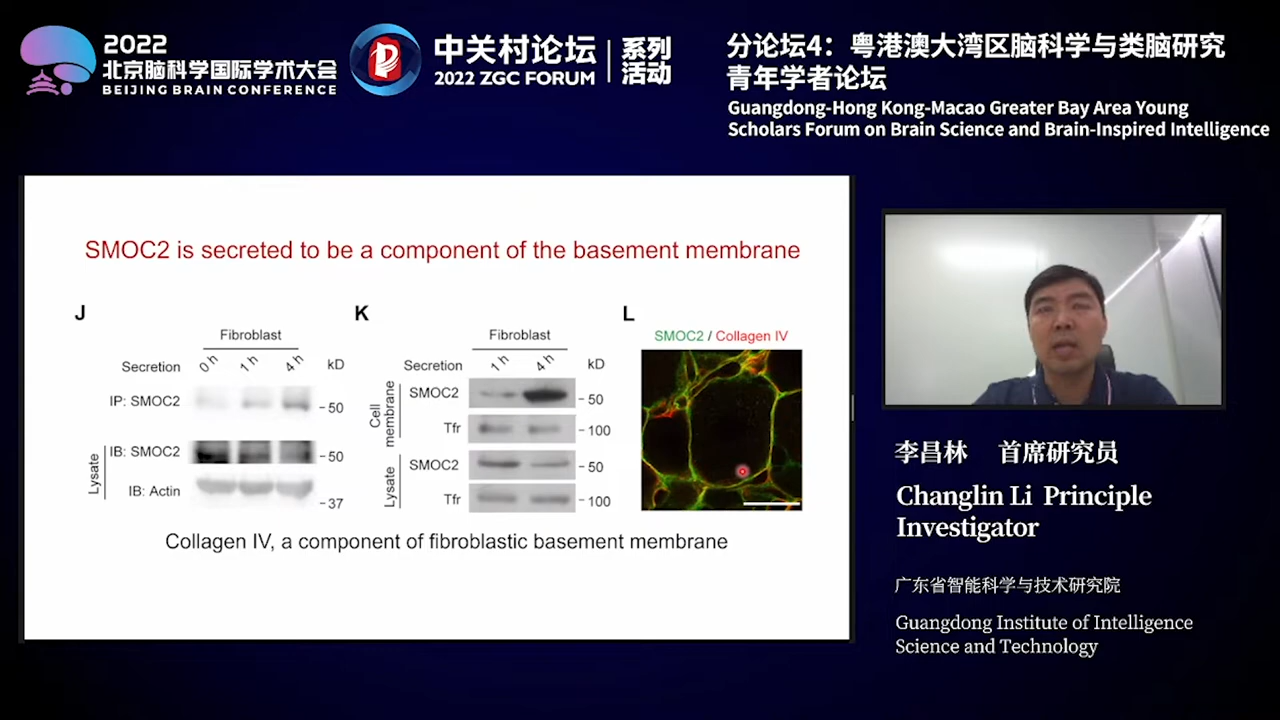 2022
北京脑科学国际学术大会
BEIJING BRAIN CONFERENCE
中关村论坛
2022 ZGC FORUM
系列
活动
分论坛4：粤港澳大湾区脑科学与类脑研究
青年学者论坛
Guangdong-Hong Kong-Macao Greater Bay Area Young
Scholars Forum on Brain Science and Brain-Inspired Intelligence
SMOC2 is secreted to be a component of the basement membrane
J
Fibroblast
Secretion 0 h 1 h 4 h kD
IP: SMOC2 - 50
Lysate
IB: SMOC2 - 50
IB: Actin
- 37
K
Fibroblast
Secretion 1 h 4 h kD
Cell membrane
SMOC2 - 50
Tfr - 100
Lysate
SMOC2 - 50
Tfr - 100
L
SMOC2 / Collagen IV
Collagen IV, a component of fibroblastic basement membrane
李昌林 首席研究员
Changlin Li Principle
Investigator
广东省智能科学与技术研究院
Guangdong Institute of Intelligence
Science and Technology